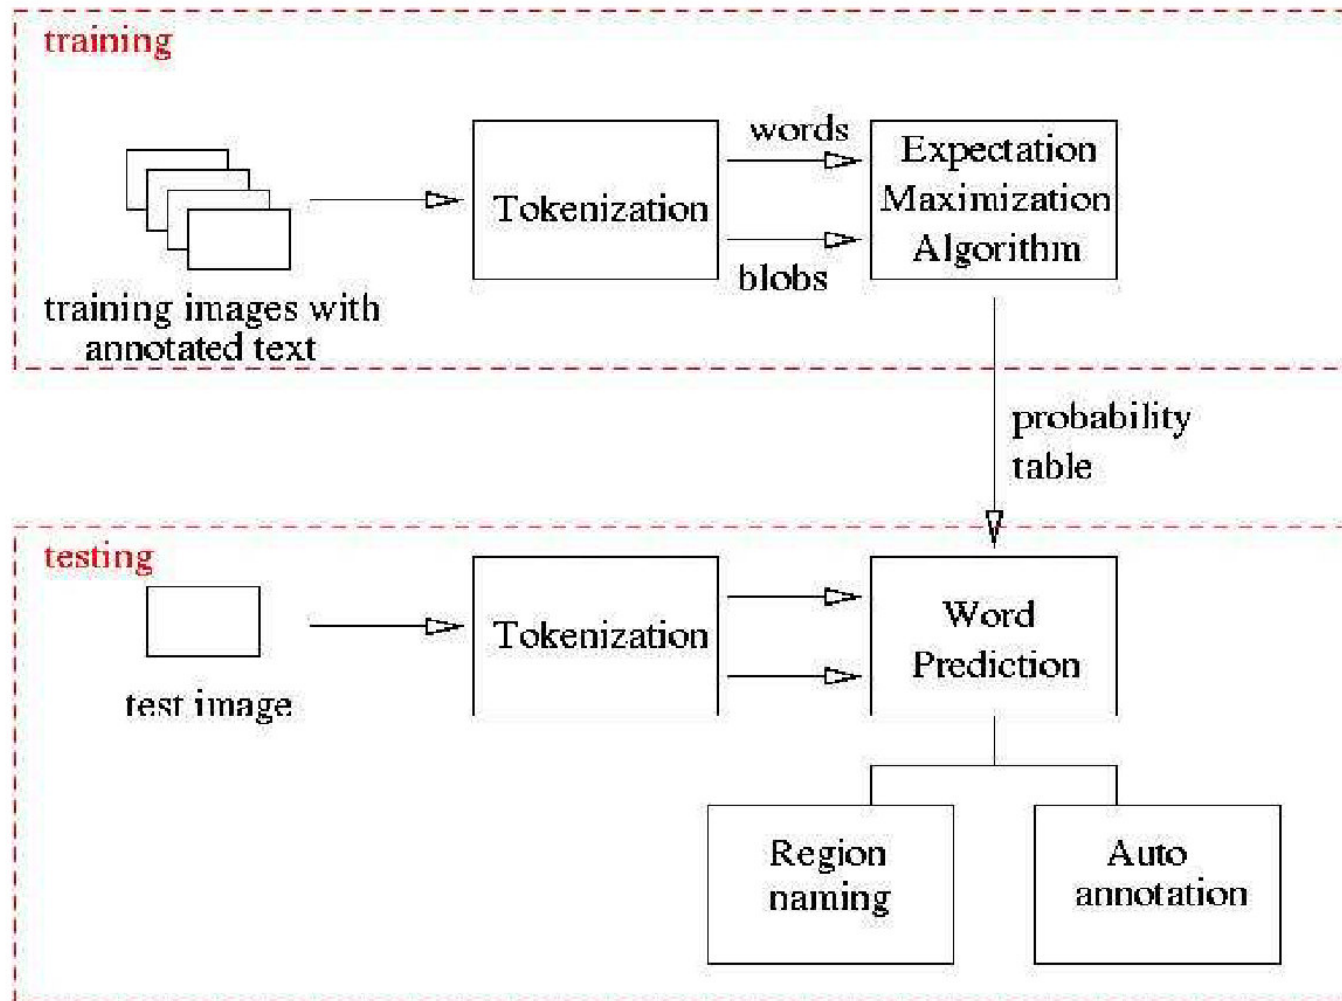 training
words
Expectation
Maximization
Algorithm
Tokenization
blobs
training images with
annotated text
probability
table
testing
Tokenization
Word
Prediction
test image
Region
naming
Auto
annotation